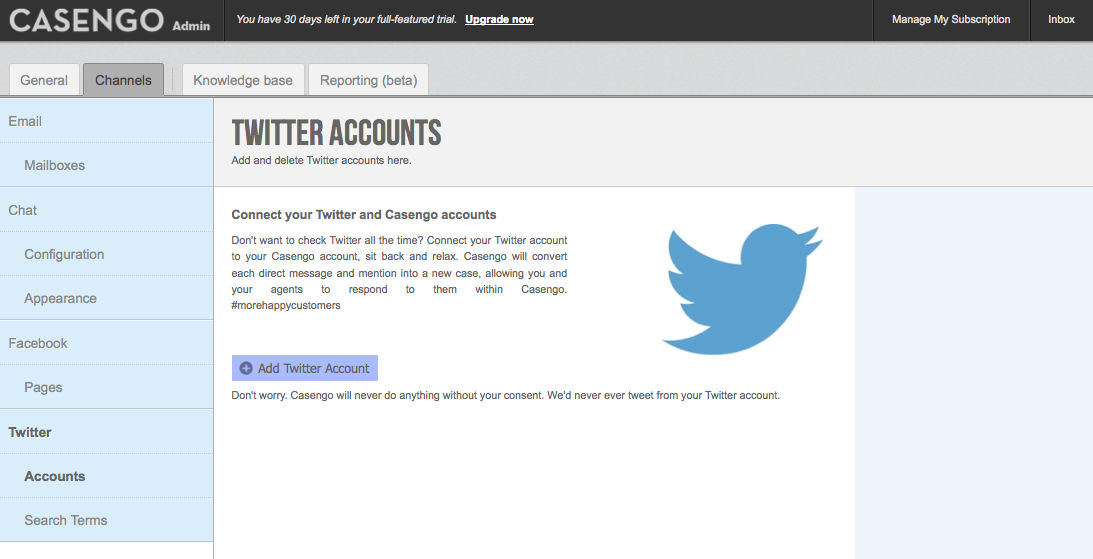 CASENGO Admin
You have 30 days left in your full-featured trial. Upgrade now
Manage My Subscription
Inbox
General
Channels
Knowledge base
Reporting (beta)
Email
Mailboxes
Chat
Configuration
Appearance
Facebook
Pages
Twitter
Accounts
Search Terms
TWITTER ACCOUNTS
Add and delete Twitter accounts here.
Connect your Twitter and Casengo accounts
Don't want to check Twitter all the time? Connect your Twitter account
to your Casengo account, sit back and relax. Casengo will convert
each direct message and mention into a new case, allowing you and
your agents to respond to them within Casengo.
#morehappycustomers
Add Twitter Account
Don't worry. Casengo will never do anything without your consent. We'd never ever tweet from your Twitter account.